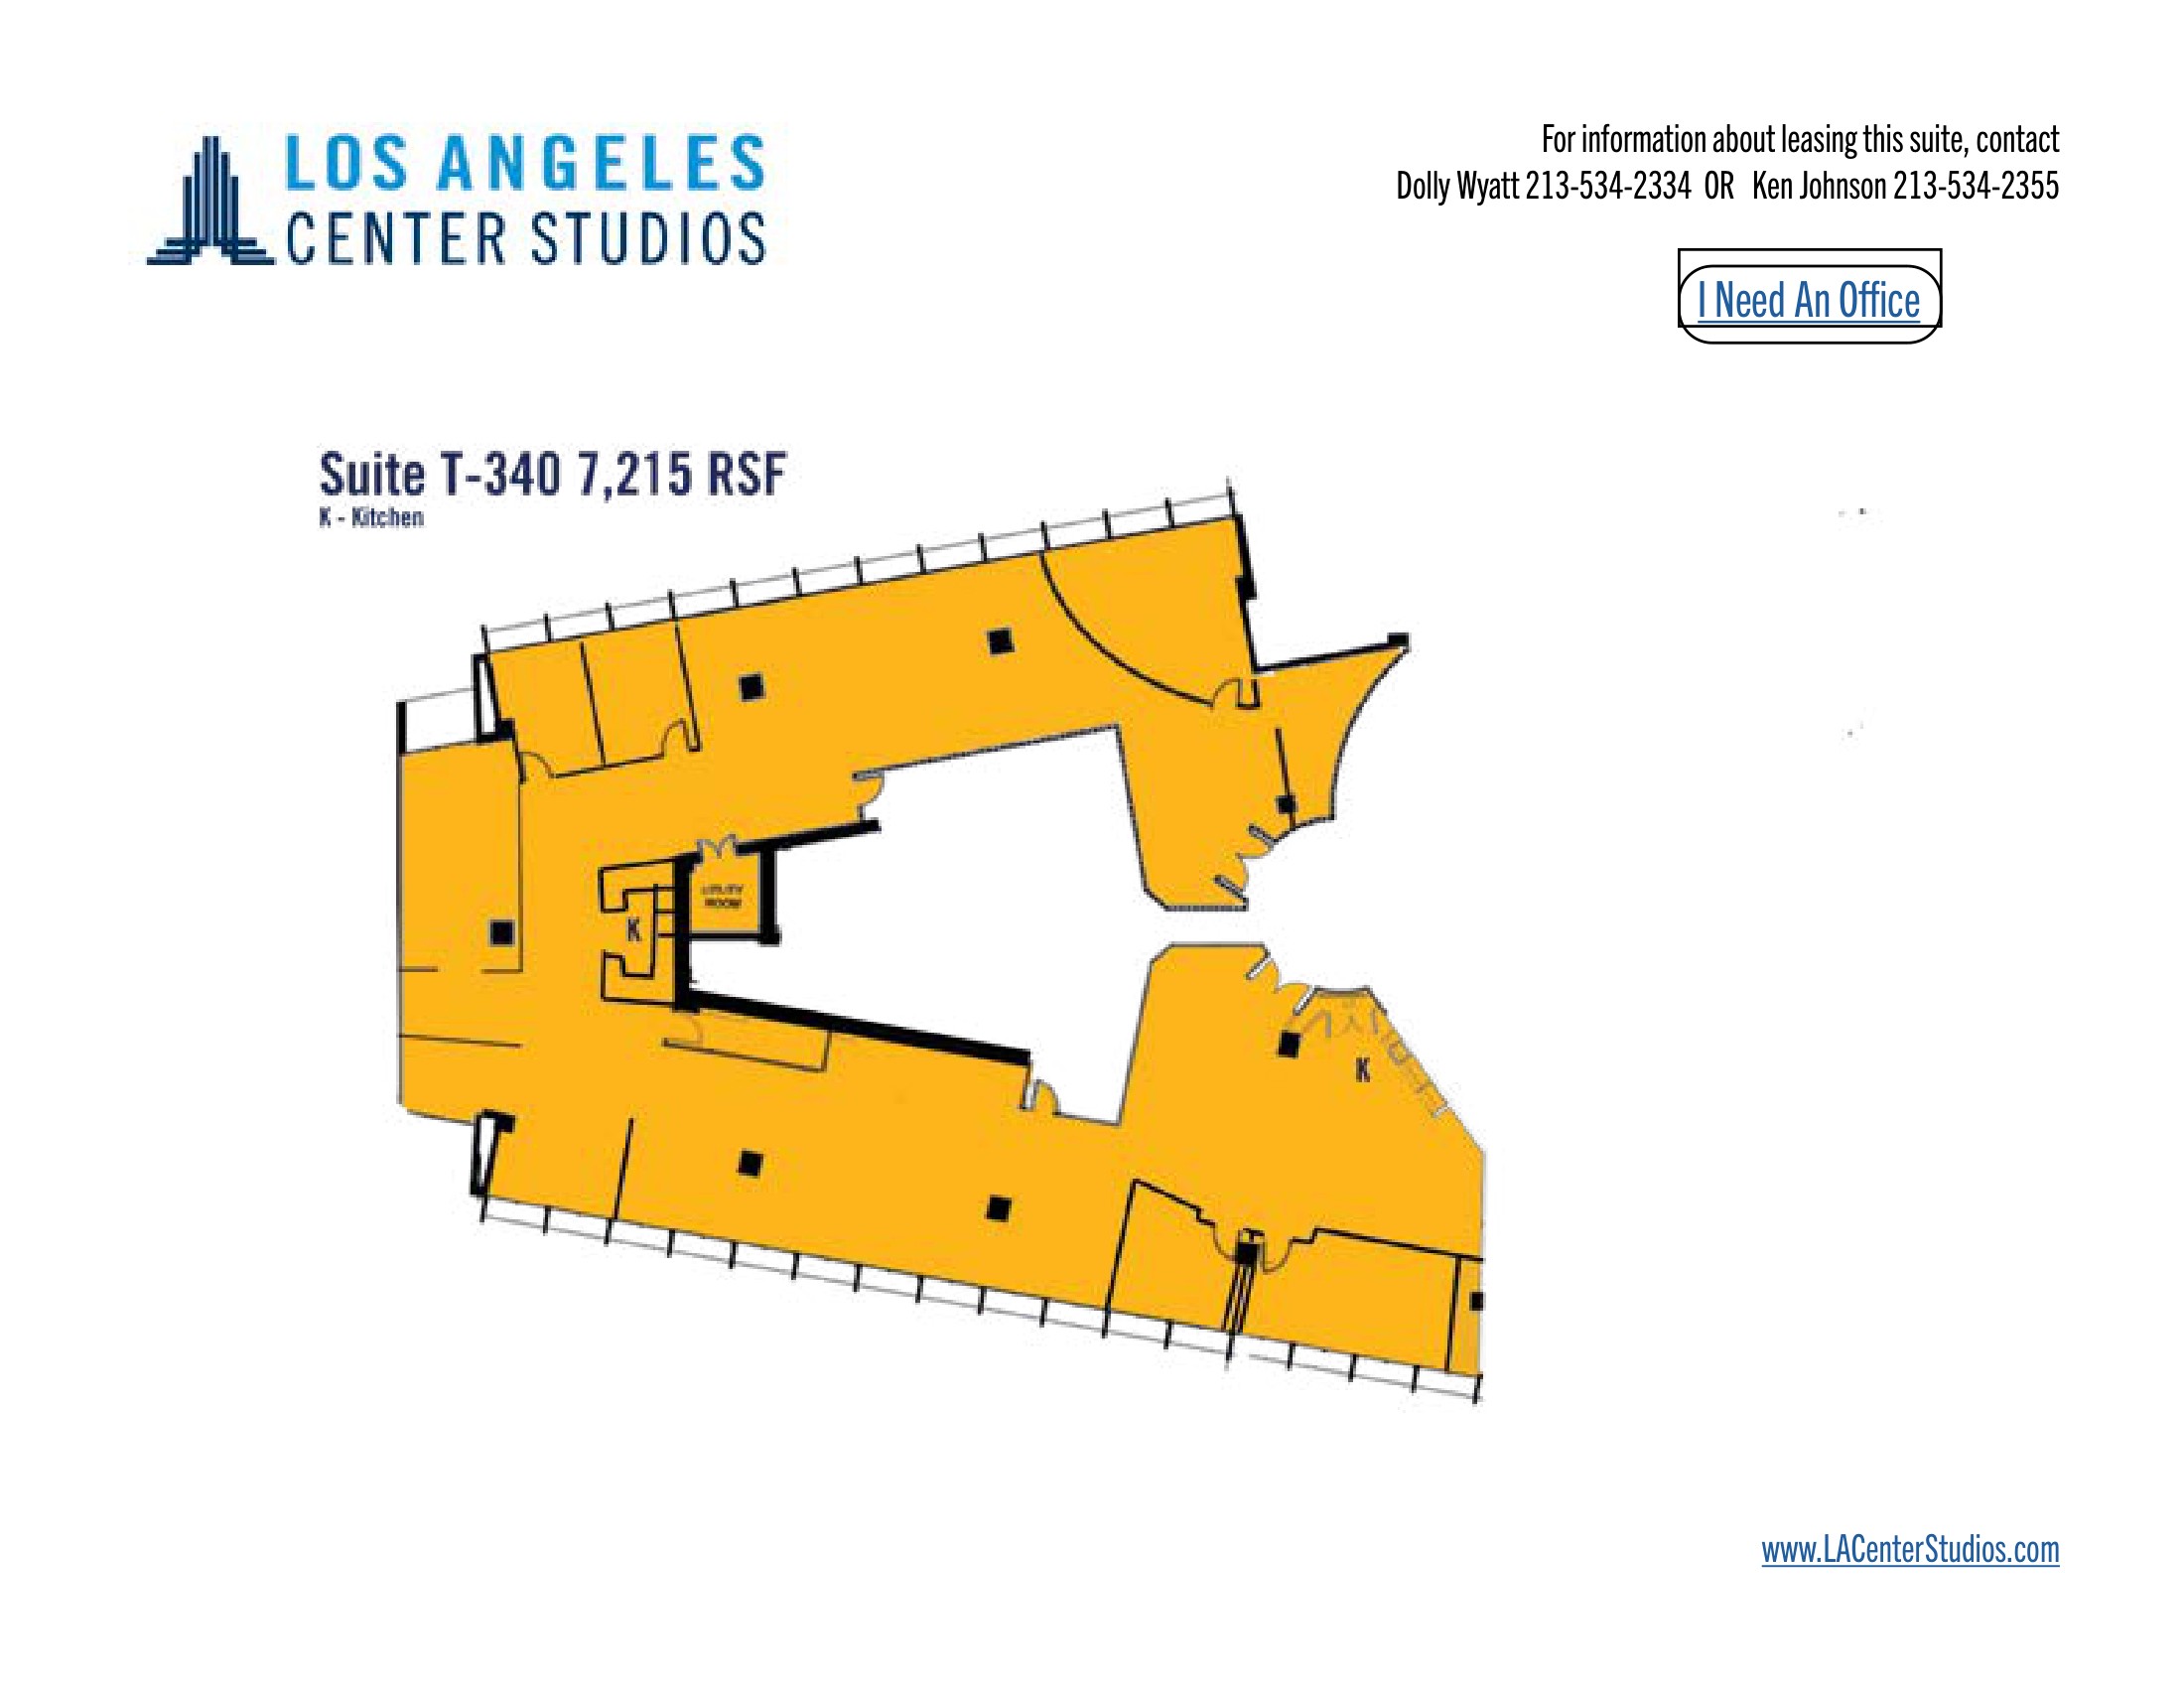 LOS ANGELES
CENTER STUDIOS
For information about leasing this suite, contact
Dolly Wyatt 213-534-2334 OR Ken Johnson 213-534-2355
I Need An Office
Suite T-340 7,215 RSF
K - Kitchen
UTILITY
ROOM
K
K
www.LACenterStudios.com